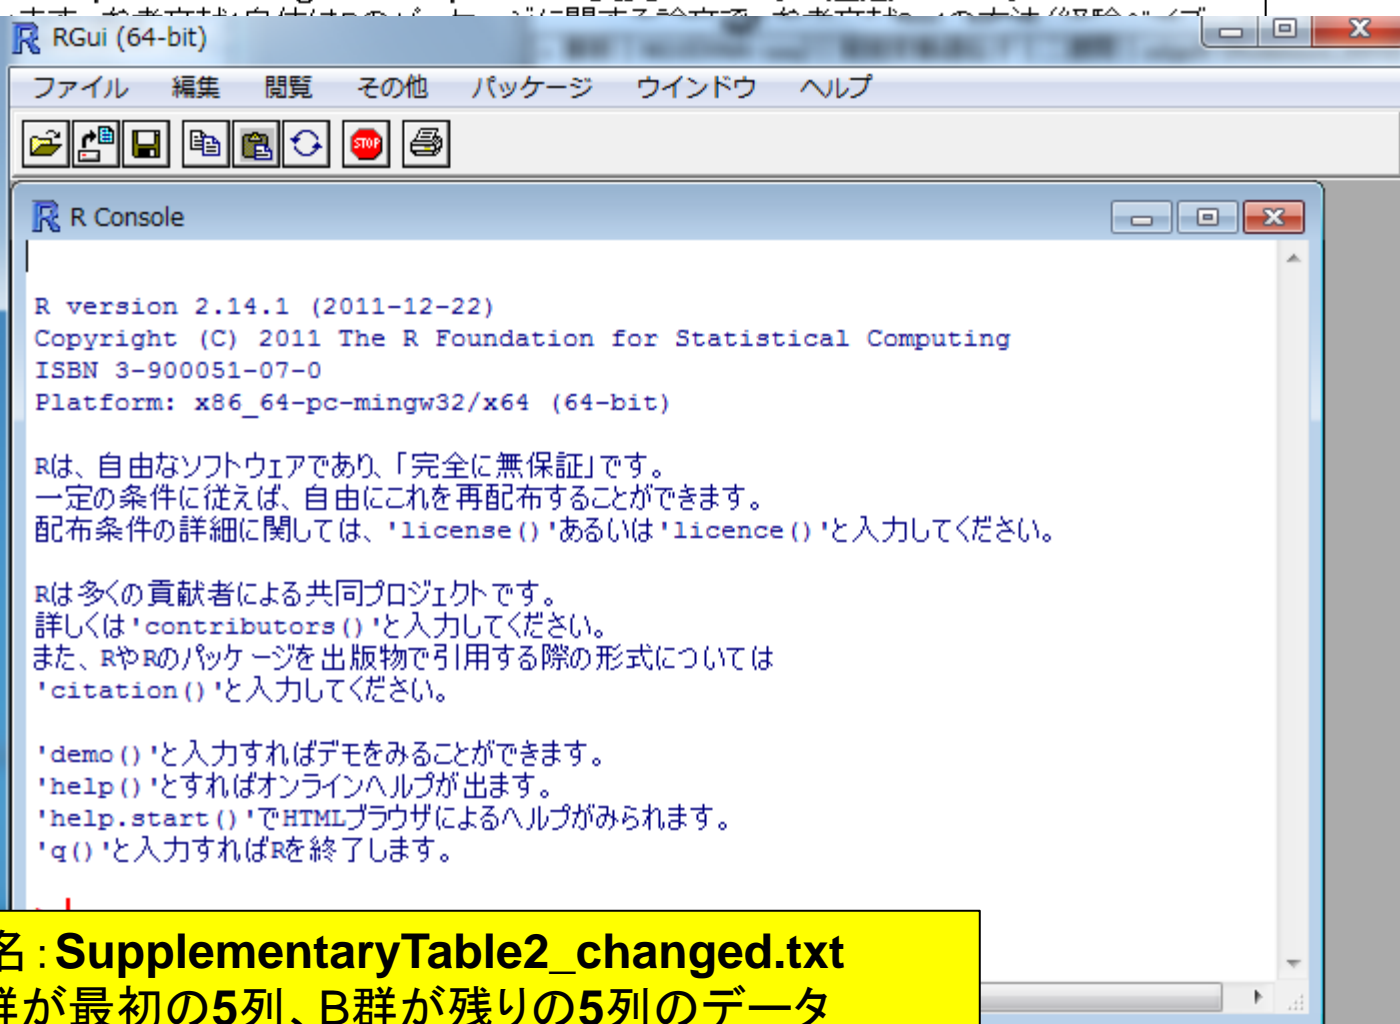 RGui (64-bit)
ファイル 編集 閲覧 その他 パッケージ ウインドウ ヘルプ
STOP
R Console
R version 2.14.1 (2011-12-22)
Copyright (C) 2011 The R Foundation for Statistical Computing
ISBN 3-900051-07-0
Platform: x86_64-pc-mingw32/x64 (64-bit)
Rは、自由なソフトウェアであり、「完全に無保証」です。
一定の条件に従えば、自由にこれを再配布することができます。
配布条件の詳細に関しては、'license()'あるいは'licence()'と入力してください。
Rは多くの貢献者による共同プロジェクトです。
詳しくは'contributors()'と入力してください。
また、RやRのパッケージを出版物で引用する際の形式については
'citation()'と入力してください。
'demo()'と入力すればデモをみることができます。
'help()'とすればオンラインヘルプが出ます。
'help.start()'でHTMLブラウザによるヘルプがみられます。
'q()'と入力すればRを終了します。
名：SupplementaryTable2_changed.txt
群が最初の5列、B群が残りの5列のデータ